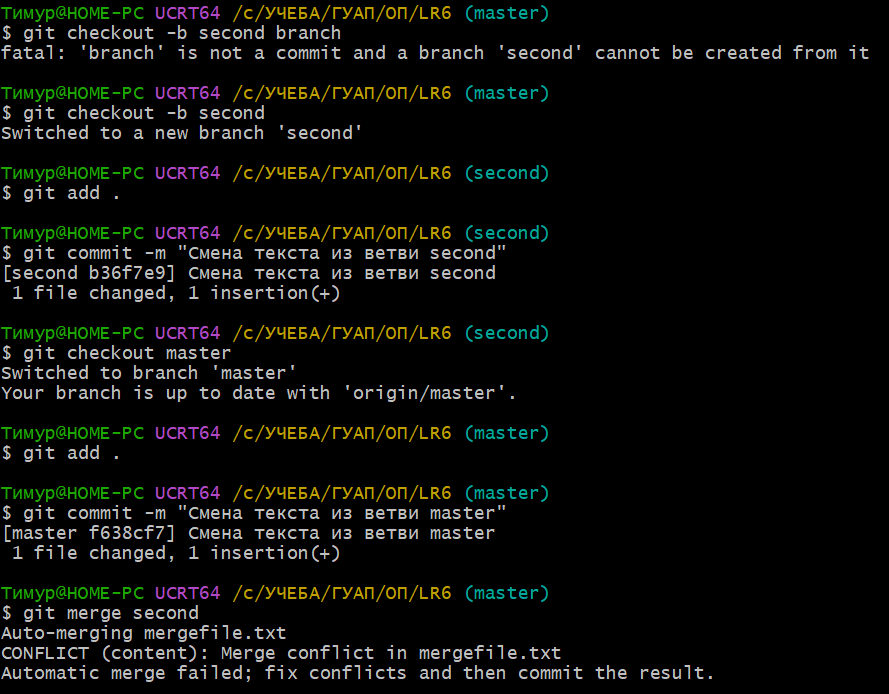 Тимур@HOME-PC UCRT64 /c/УЧЕБА/ГУАП/ОП/LR6 (master)
$ git checkout -b second branch
fatal: 'branch' is not a commit and a branch 'second' cannot be created from it
Тимур@HOME-PC UCRT64 /c/УЧЕБА/ГУАП/ОП/LR6 (master)
$ git checkout -b second
Switched to a new branch 'second'
Тимур@HOME-PC UCRT64 /c/УЧЕБА/ГУАП/ОП/LR6 (second)
$ git add .
Тимур@HOME-PC UCRT64 /c/УЧЕБА/ГУАП/ОП/LR6 (second)
$ git commit -m "Смена текста из ветви second"
[second b36f7e9] Смена текста из ветви second
 1 file changed, 1 insertion(+)
Тимур@HOME-PC UCRT64 /c/УЧЕБА/ГУАП/ОП/LR6 (second)
$ git checkout master
Switched to branch 'master'
Your branch is up to date with 'origin/master'.
Тимур@HOME-PC UCRT64 /c/УЧЕБА/ГУАП/ОП/LR6 (master)
$ git add .
Тимур@HOME-PC UCRT64 /c/УЧЕБА/ГУАП/ОП/LR6 (master)
$ git commit -m "Смена текста из ветви master"
[master f638cf7] Смена текста из ветви master
 1 file changed, 1 insertion(+)
Тимур@HOME-PC UCRT64 /c/УЧЕБА/ГУАП/ОП/LR6 (master)
$ git merge second
Auto-merging mergefile.txt
CONFLICT (content): Merge conflict in mergefile.txt
Automatic merge failed; fix conflicts and then commit the result.